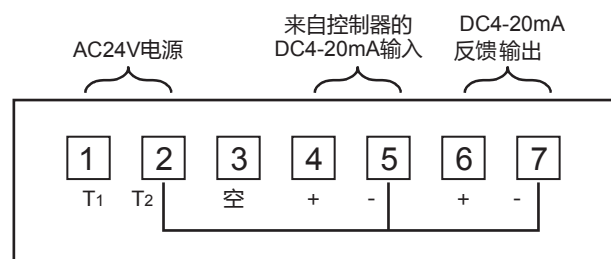 AC24V电源
来自控制器的
DC4-20mA输入
DC4-20mA
反馈输出
1 2 3 4 5 6 7
T1 T2 空 + - + -